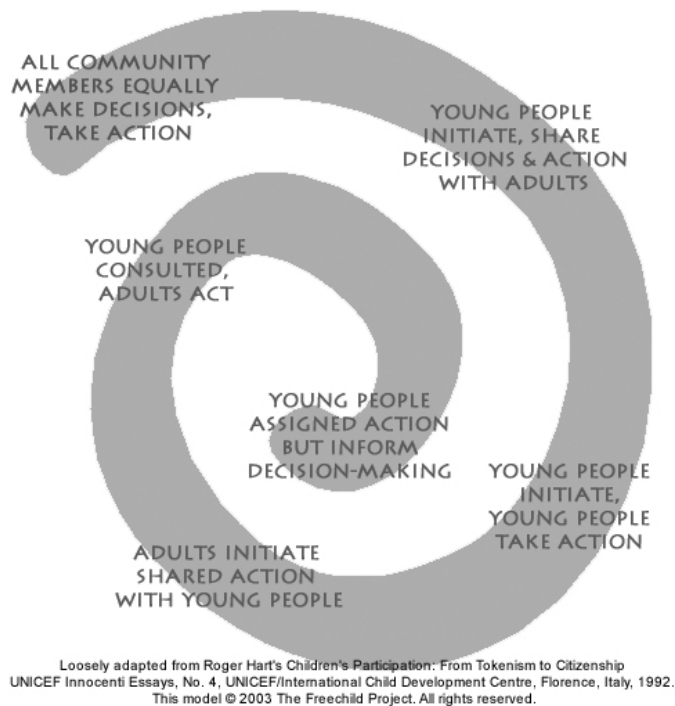 ALL COMMUNITY
MEMBERS EQUALLY
MAKE DECISIONS,
TAKE ACTION
YOUNG PEOPLE
INITIATE, SHARE
DECISIONS & ACTION
WITH ADULTS
YOUNG PEOPLE
CONSULTED,
ADULTS ACT
YOUNG PEOPLE
ASSIGNED ACTION
BUT INFORM
DECISION-MAKING
YOUNG PEOPLE
INITIATE,
YOUNG PEOPLE
TAKE ACTION
ADULTS INITIATE
SHARED ACTION
WITH YOUNG PEOPLE
Loosely adapted from Roger Hart's Children's Participation: From Tokenism to Citizenship
UNICEF Innocenti Essays, No. 4, UNICEF/International Child Development Centre, Florence, Italy, 1992.
This model © 2003 The Freechild Project. All rights reserved.